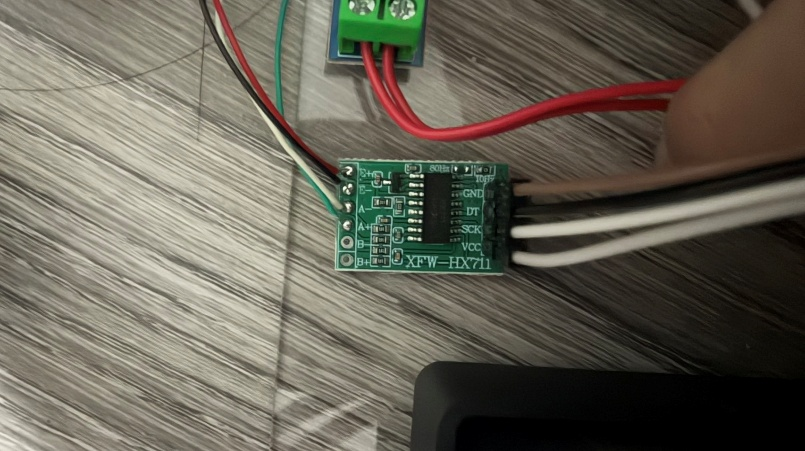 E+
E-
A-
A+
B-
B+
80Hz
10Hz
GND
DT
SCK
VCC
XFW-HX711